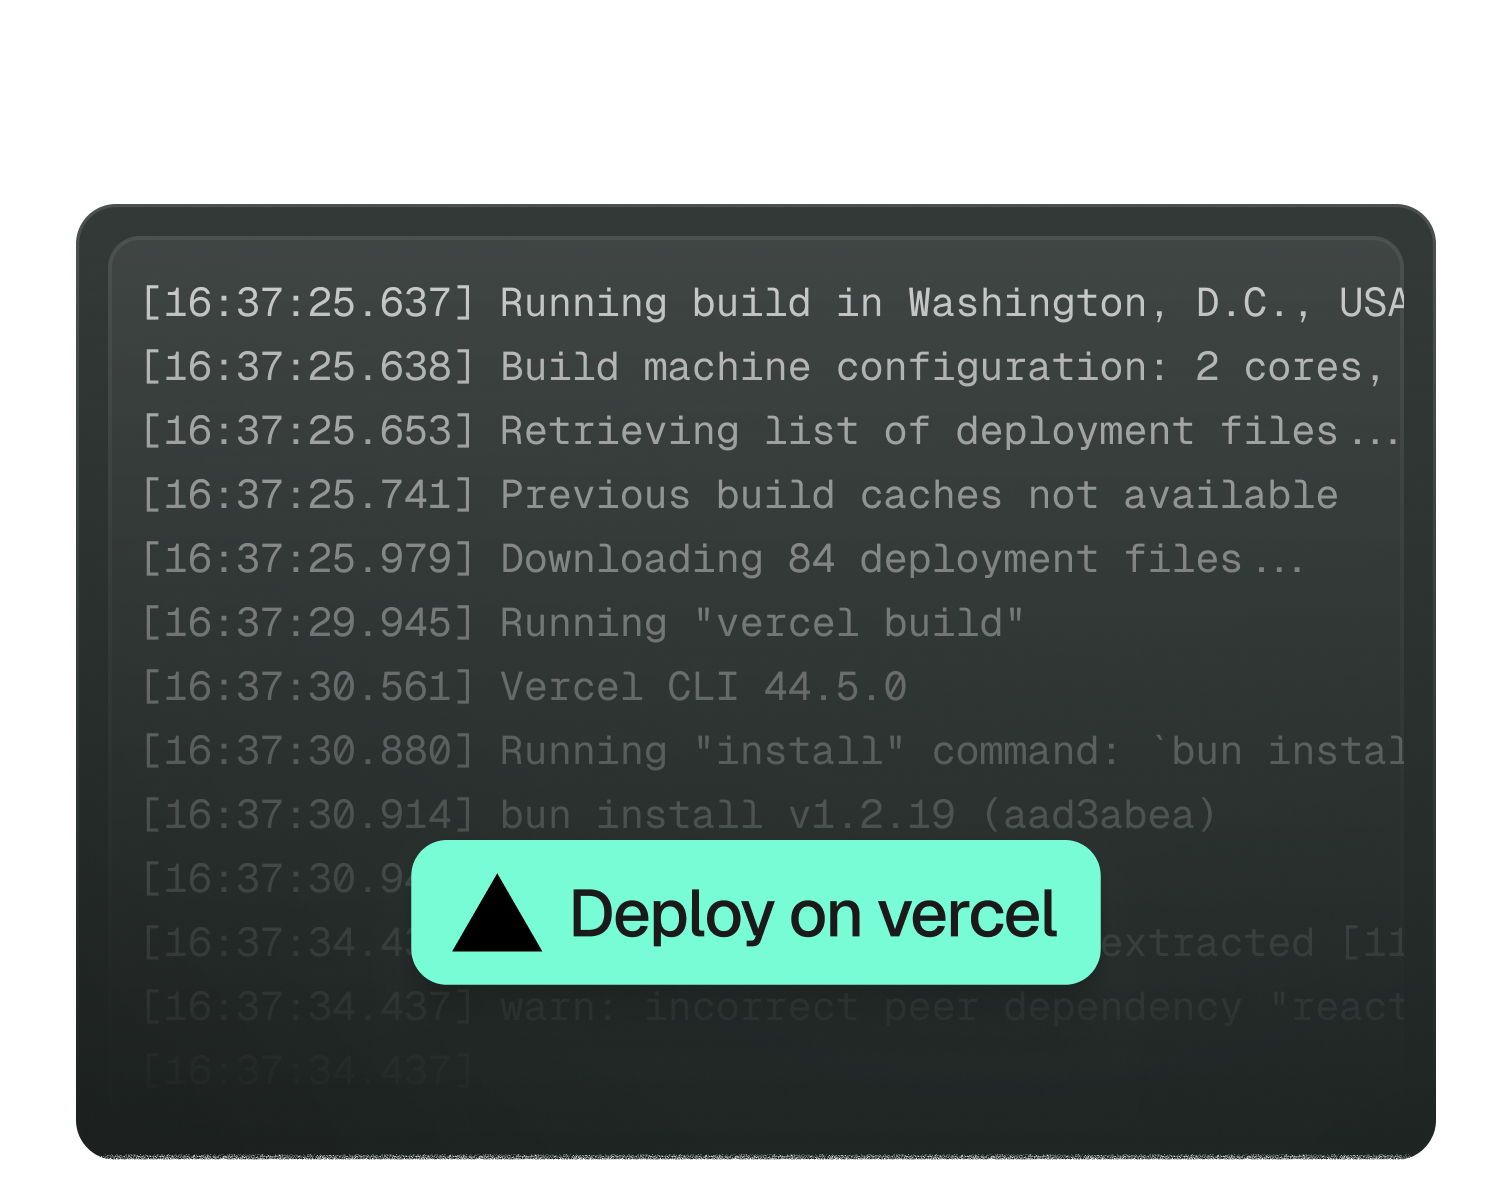 [16:37:25.637] Running build in Washington, D.C., USA
[16:37:25.638] Build machine configuration: 2 cores,
[16:37:25.653] Retrieving list of deployment files...
[16:37:25.741] Previous build caches not available
[16:37:25.979] Downloading 84 deployment files...
[16:37:29.945] Running "vercel build"
[16:37:30.561] Vercel CLI 44.5.0
[16:37:30.880] Running "install" command: `bun instal
[16:37:30.914] bun install v1.2.19 (aad3abea)
[16:37:30.94
Deploy on vercel
[16:37:34.43 extracted [11
[16:37:34.437] warn: incorrect peer dependency "react
[16:37:34.437]